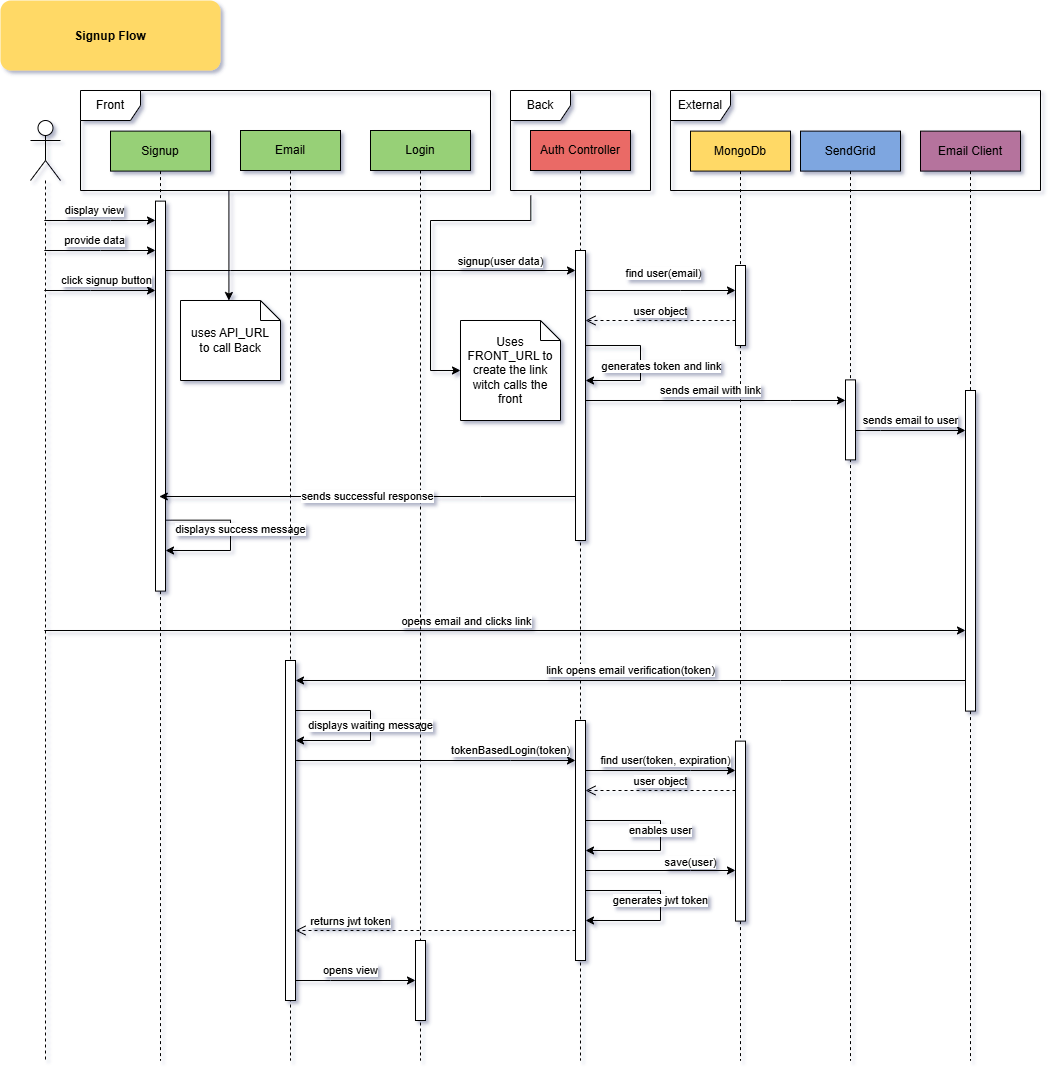 Signup Flow
Front
Back
External
Signup
Email
Login
Auth Controller
MongoDb
SendGrid
Email Client
display view
provide data
click signup button
signup(user data)
find user(email)
user object
uses API_URL
to call Back
Uses
FRONT_URL to
create the link
witch calls the
front
generates token and link
sends email with link
sends email to user
sends successful response
displays success message
opens email and clicks link
link opens email verification(token)
displays waiting message
tokenBasedLogin(token)
find user(token, expiration)
user object
enables user
save(user)
generates jwt token
returns jwt token
opens view